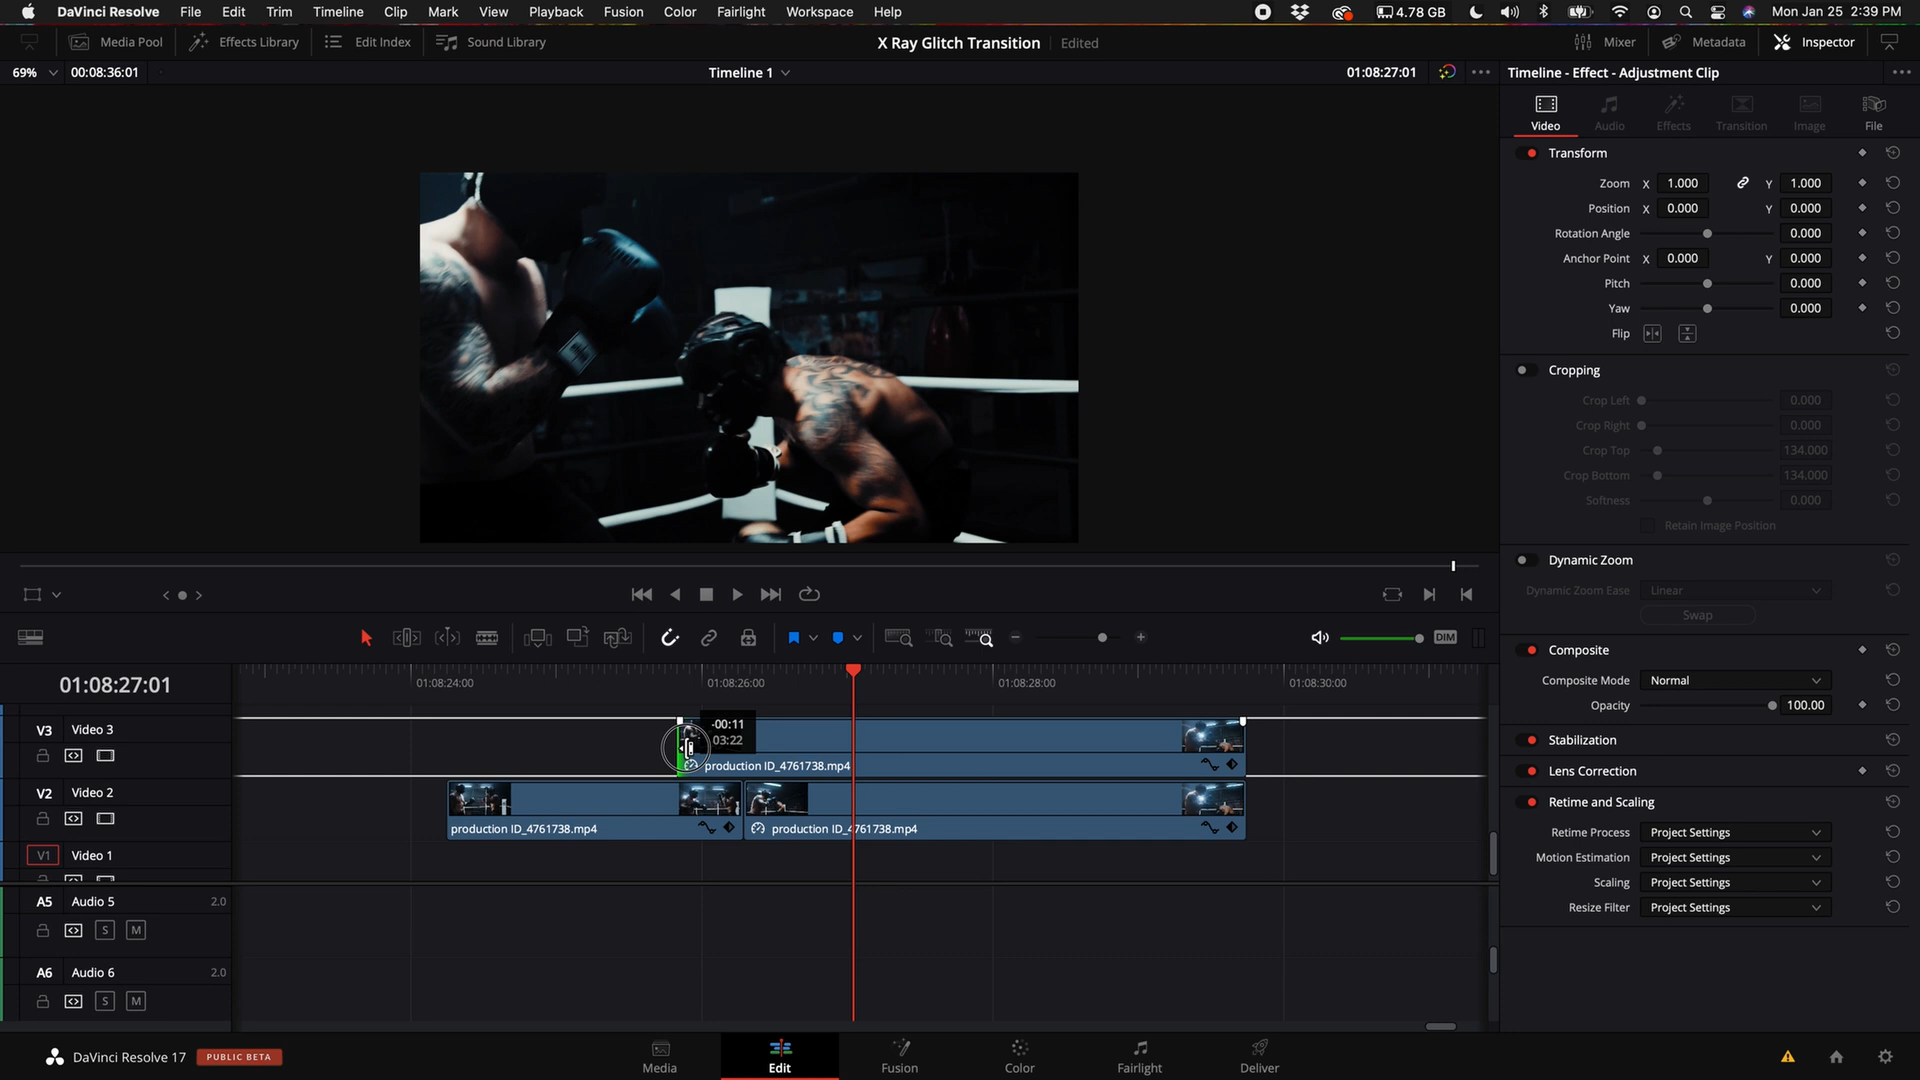 DaVinci Resolve File Edit Trim Timeline Clip Mark View Playback Fusion Color Fairlight Workspace Help 4.78 GB Mon Jan 25 2:39 PM
Media Pool Effects Library Edit Index Sound Library X Ray Glitch Transition Edited Mixer Metadata Inspector
69% 00:08:36:01 Timeline 1 01:08:27:01 Timeline - Effect - Adjustment Clip
Video Audio Effects Transition Image File
Transform
Zoom X 1.000 Y 1.000
Position X 0.000 Y 0.000
Rotation Angle 0.000
Anchor Point X 0.000 Y 0.000
Pitch 0.000
Yaw 0.000
Flip
Cropping
Crop Left 0.000
Crop Right 0.000
Crop Top 134.000
Crop Bottom 134.000
Softness 0.000
Retain Image Position
Dynamic Zoom
Dynamic Zoom Ease Linear
Swap
Composite
Composite Mode Normal
Opacity 100.00
Stabilization
Lens Correction
Retime and Scaling
Retime Process Project Settings
Motion Estimation Project Settings
Scaling Project Settings
Resize Filter Project Settings
DIM
01:08:27:01 01:08:24:00 01:08:26:00 01:08:28:00 01:08:30:00
V3 Video 3
-00:11
03:22
production ID_4761738.mp4
V2 Video 2
production ID_4761738.mp4 production ID_4761738.mp4
V1 Video 1
A5 Audio 5 2.0
S M
A6 Audio 6 2.0
S M
DaVinci Resolve 17 PUBLIC BETA Media Edit Fusion Color Fairlight Deliver